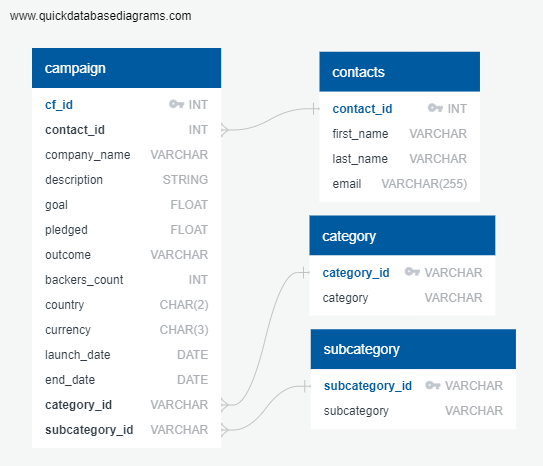 www.quickdatabasediagrams.com
campaign
cf_id INT
contact_id INT
company_name VARCHAR
description STRING
goal FLOAT
pledged FLOAT
outcome VARCHAR
backers_count INT
country CHAR(2)
currency CHAR(3)
launch_date DATE
end_date DATE
category_id VARCHAR
subcategory_id VARCHAR
contacts
contact_id INT
first_name VARCHAR
last_name VARCHAR
email VARCHAR(255)
category
category_id VARCHAR
category VARCHAR
subcategory
subcategory_id VARCHAR
subcategory VARCHAR